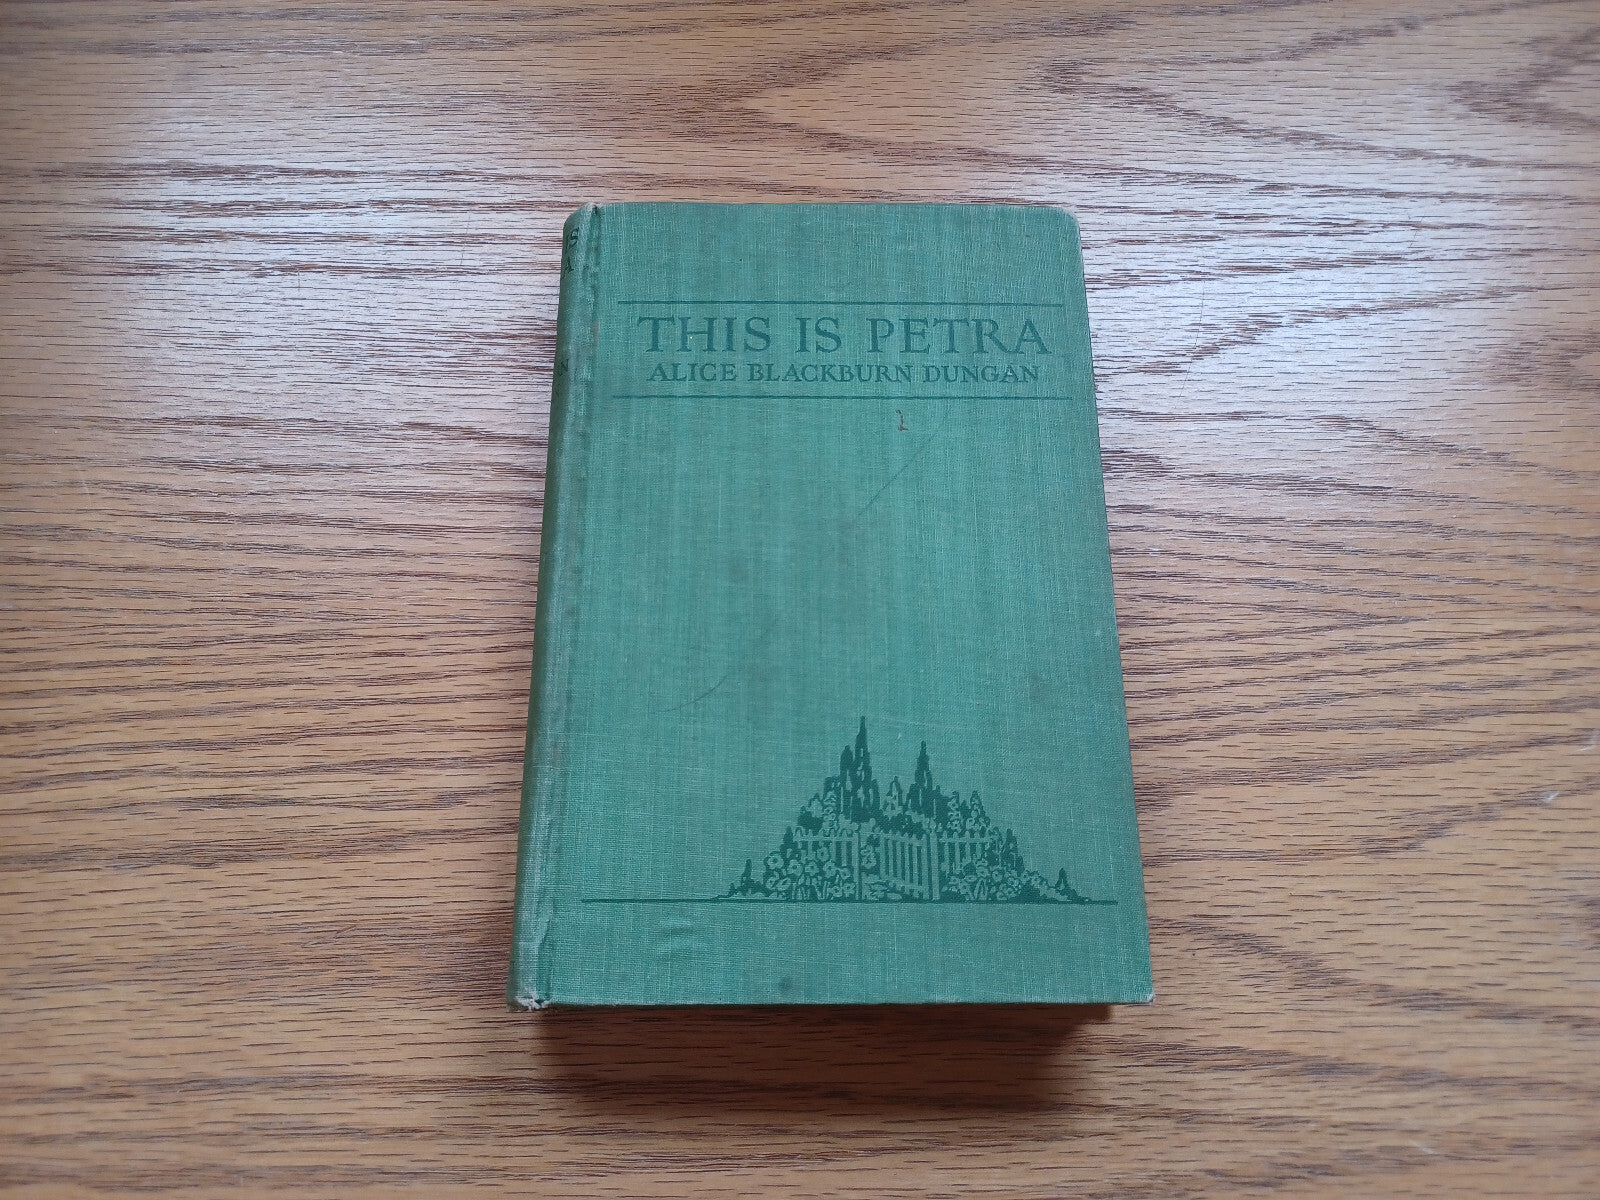 THIS IS PETRA
ALICE BLACKBURN DUNGAN